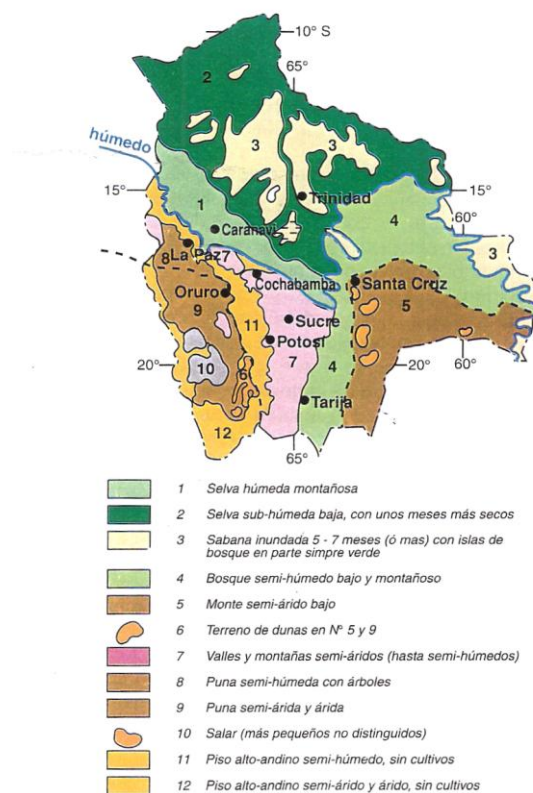 10° S
65°
2
húmedo
3
3
15°
15°
1
Trinidad
4
60°
Caranavi
3
8
La Paz
7
Cochabamba
Santa Cruz
Oruro
5
9
11
Sucre
Potosí
20°
10
7
4
20°
60°
6
Tarija
12
65°
1 Selva húmeda montañosa
2 Selva sub-húmeda baja, con unos meses más secos
3 Sabana inundada 5 - 7 meses (ó mas) con islas de
bosque en parte simpre verde
4 Bosque semi-húmedo bajo y montañoso
5 Monte semi-árido bajo
6 Terreno de dunas en Nº 5 y 9
7 Valles y montañas semi-áridos (hasta semi-húmedos)
8 Puna semi-húmeda con árboles
9 Puna semi-árida y árida
10 Salar (más pequeños no distinguidos)
11 Piso alto-andino semi-húmedo, sin cultivos
12 Piso alto-andino semi-árido y árido, sin cultivos